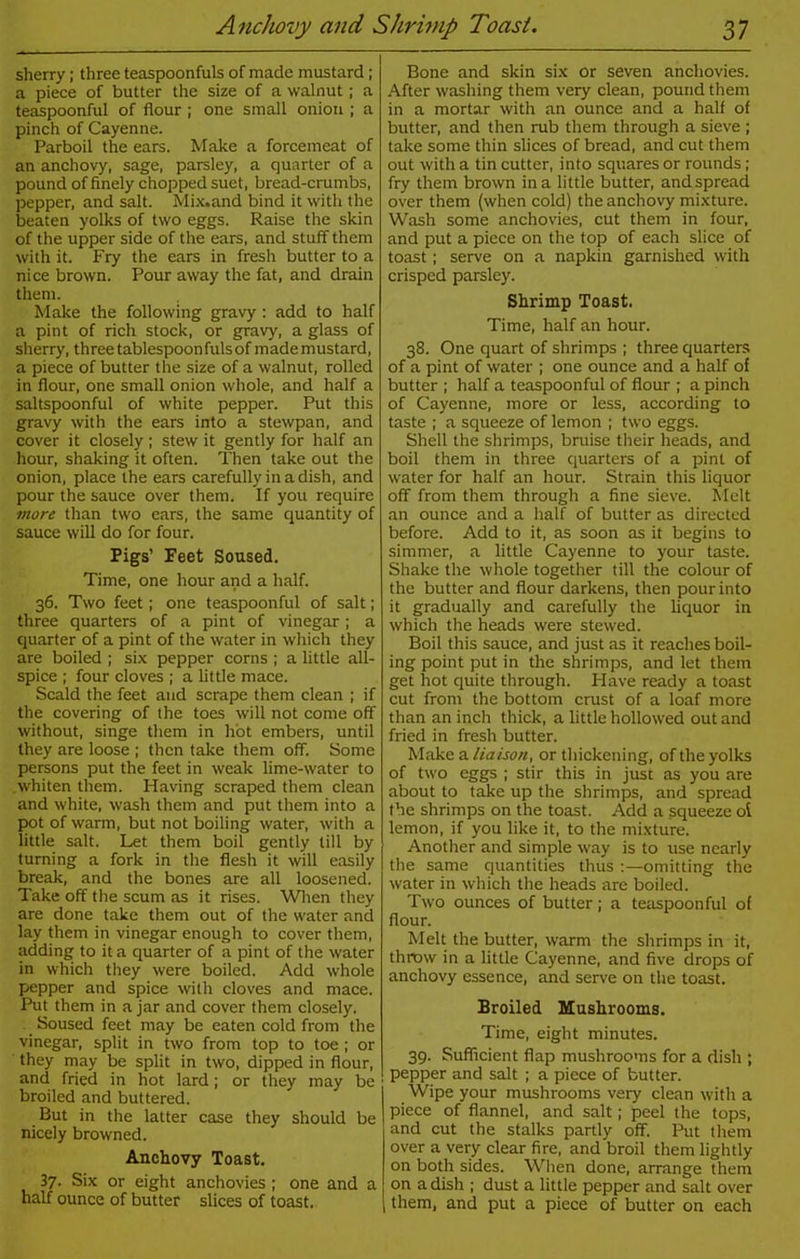 Anchovy and Shrimp Toast. 37
sherry; three teaspoonfuls of made mustard;
a piece of butter the size of a walnut; a
teaspoonful of flour; one small onion; a
pinch of Cayenne.
Parboil the ears. Make a forcemeat of
an anchovy, sage, parsley, a quarter of a
pound of finely chopped suet, bread-crumbs,
pepper, and salt. Mix.and bind it with the
beaten yolks of two eggs. Raise the skin
of the upper side of the ears, and stuff them
with it. Fry the ears in fresh butter to a
nice brown. Pour away the fat, and drain
them.
Make the following gravy: add to half
a pint of rich stock, or gravy, a glass of
sherry, three tablespoonfuls of made mustard,
a piece of butter the size of a walnut, rolled
in flour, one small onion whole, and half a
saltspoonful of white pepper. Put this
gravy with the ears into a stewpan, and
cover it closely; stew it gently for half an
hour, shaking it often. Then take out the
onion, place the ears carefully in a dish, and
pour the sauce over them. If you require
more than two ears, the same quantity of
sauce will do for four.
Pigs' Feet Soused.
Time, one hour and a half.
36. Two feet; one teaspoonful of salt;
three quarters of a pint of vinegar; a
quarter of a pint of the water in which they
are boiled; six pepper corns; a little all-
spice; four cloves; a little mace.
Scald the feet and scrape them clean; if
the covering of the toes will not come off
without, singe them in hot embers, until
they are loose; then take them off. Some
persons put the feet in weak lime-water to
whiten them. Having scraped them clean
and white, wash them and put them into a
pot of warm, but not boiling water, with a
little salt. Let them boil gently till by
turning a fork in the flesh it will easily
break, and the bones are all loosened.
Take off the scum as it rises. When they
are done take them out of the water and
lay them in vinegar enough to cover them,
adding to it a quarter of a pint of the water
in which they were boiled. Add whole
pepper and spice with cloves and mace.
Put them in a jar and cover them closely.
Soused feet may be eaten cold from the
vinegar, split in two from top to toe; or
they may be split in two, dipped in flour,
and fried in hot lard; or they may be
broiled and buttered.
But in the latter case they should be
nicely browned.
Anchovy Toast.
37. Six or eight anchovies; one and a
half ounce of butter slices of toast.
Bone and skin six or seven anchovies.
After washing them very clean, pound them
in a mortar with an ounce and a half of
butter, and then rub them through a sieve;
take some thin slices of bread, and cut them
out with a tin cutter, into squares or rounds;
fry them brown in a little butter, and spread
over them (when cold) the anchovy mixture.
Wash some anchovies, cut them in four,
and put a piece on the top of each slice of
toast; serve on a napkin garnished with
crisped parsley.
Shrimp Toast.
Time, half an hour.
38. One quart of shrimps; three quarters
of a pint of water; one ounce and a half of
butter; half a teaspoonful of flour; a pinch
of Cayenne, more or less, according to
taste; a squeeze of lemon; two eggs.
Shell the shrimps, bruise their heads, and
boil them in three quarters of a pint of
water for half an hour. Strain this liquor
off from them through a fine sieve. Melt
an ounce and a half of butter as directed
before. Add to it, as soon as it begins to
simmer, a little Cayenne to your taste.
Shake the whole together till the colour of
the butter and flour darkens, then pour into
it gradually and carefully the liquor in
which the heads were stewed.
Boil this sauce, and just as it reaches boil-
ing point put in the shrimps, and let them
get hot quite through. Have ready a toast
cut from the bottom crust of a loaf more
than an inch thick, a little hollowed out and
fried in fresh butter.
Make a liaison, or thickening, of the yolks
of two eggs; stir this in just as you are
about to take up the shrimps, and spread
the shrimps on the toast. Add a squeeze of
lemon, if you like it, to the mixture.
Another and simple way is to use nearly
the same quantities thus:—omitting the
water in which the heads are boiled.
Two ounces of butter; a teaspoonful of
flour.
Melt the butter, warm the shrimps in it,
throw in a little Cayenne, and five drops of
anchovy essence, and serve on the toast.
Broiled Mushrooms.
Time, eight minutes.
39. Sufficient flap mushrooms for a dish;
pepper and salt; a piece of butter.
Wipe your mushrooms very clean with a
piece of flannel, and salt; peel the tops,
and cut the stalks partly off. Put them
over a very clear fire, and broil them lightly
on both sides. When done, arrange them
on a dish; dust a little pepper and salt over
them, and put a piece of butter on each